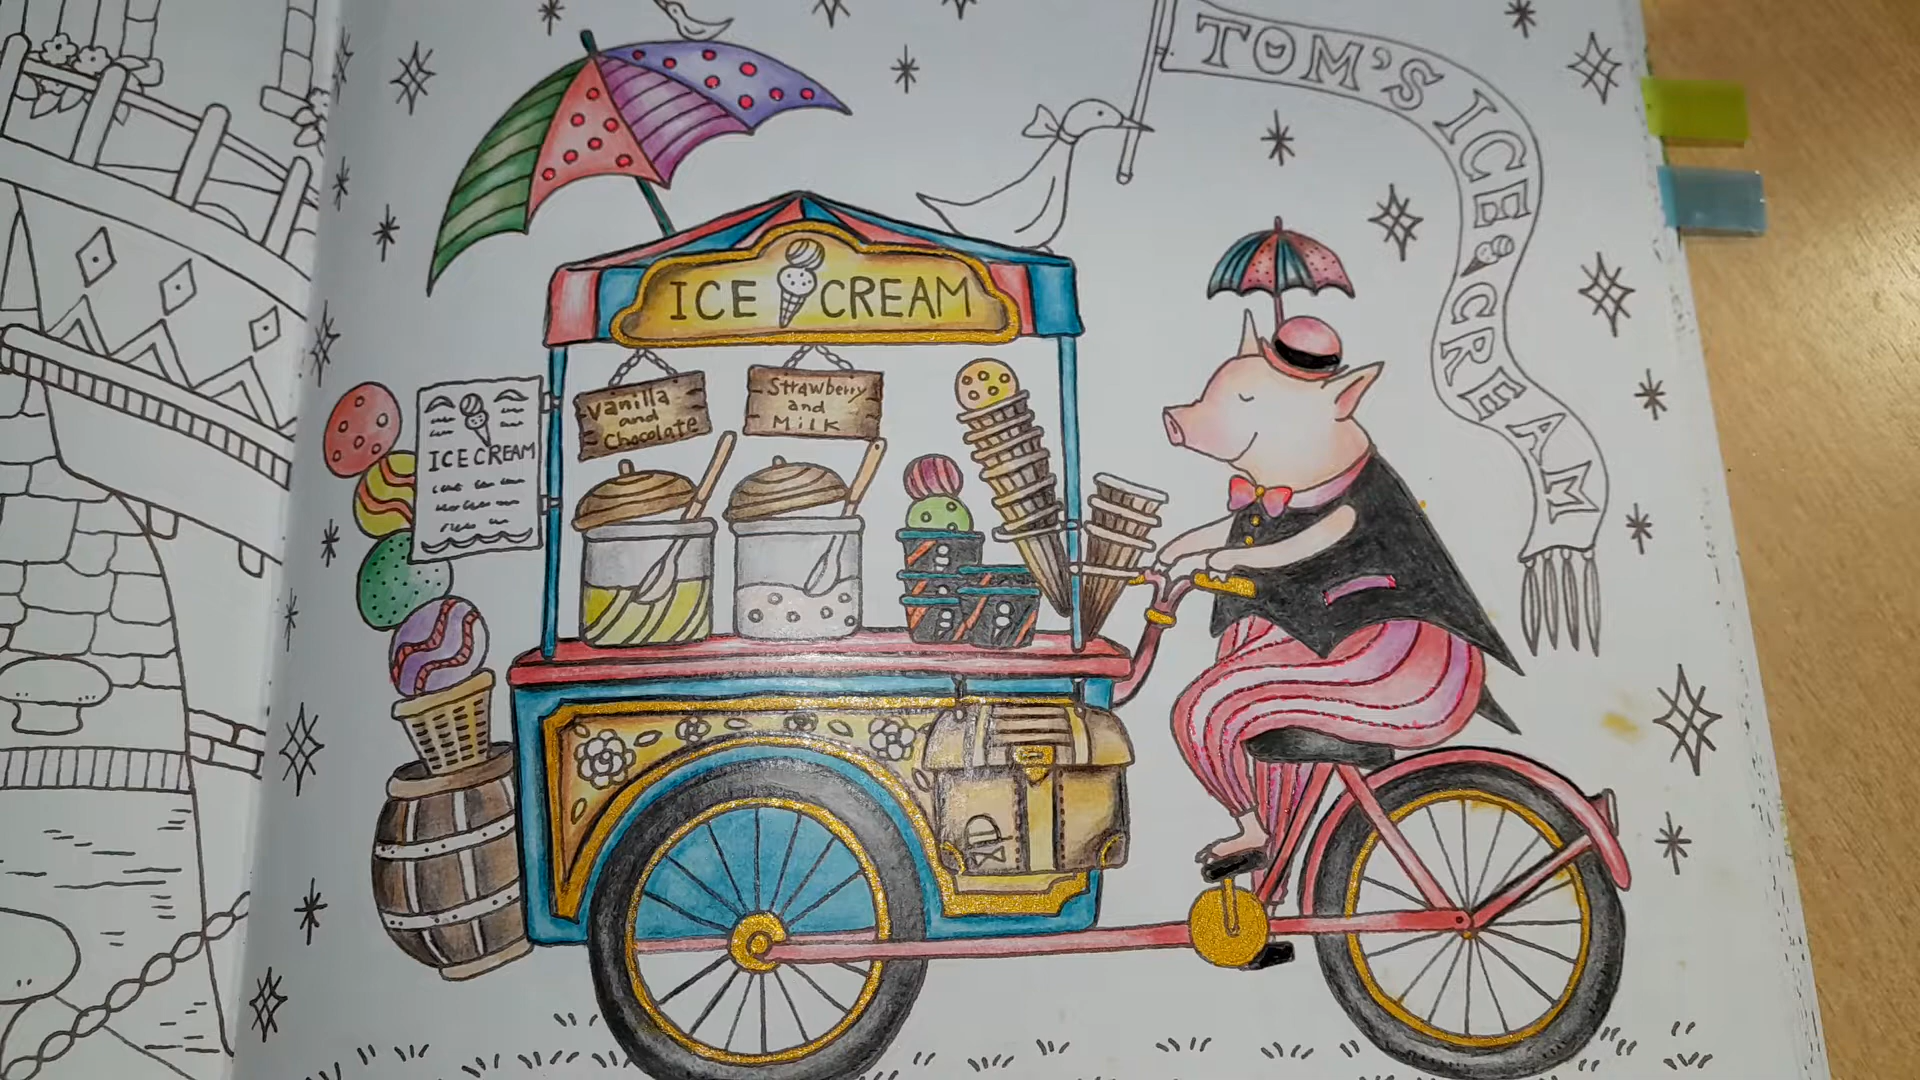 TOM'S ICE CREAM
ICE CREAM
Vanilla
and
Chocolate
Strawberry
and
Milk
ICE CREAM